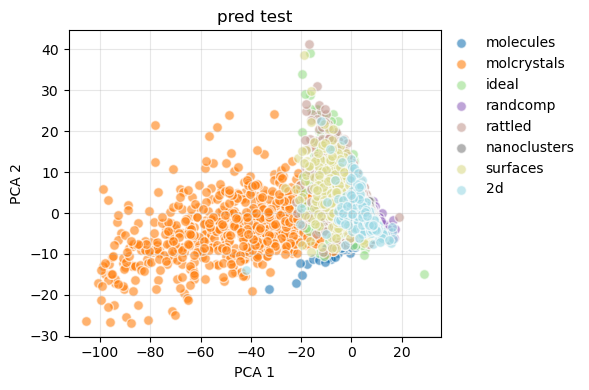 pred test
40
30
20
10
0
−10
−20
−30
PCA 2
−100
−80
−60
−40
−20
0
20
PCA 1
molecules
molcrystals
ideal
randcomp
rattled
nanoclusters
surfaces
2d